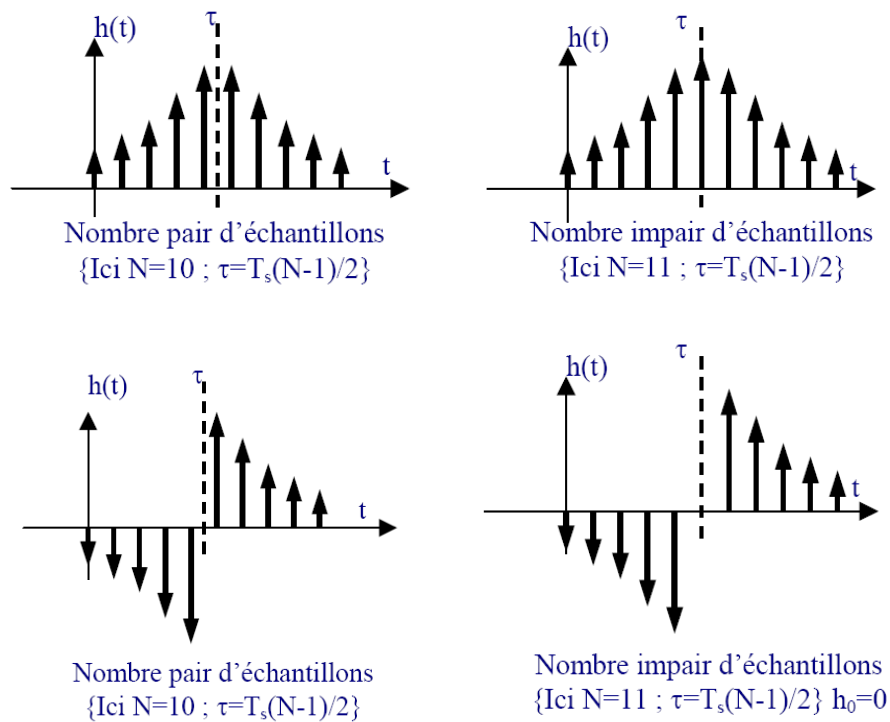 h(t)
τ
t
Nombre pair d'échantillons
{Ici N=10 ; τ=Tₛ(N-1)/2}
h(t)
τ
t
Nombre impair d'échantillons
{Ici N=11 ; τ=Tₛ(N-1)/2}
h(t)
τ
t
Nombre pair d'échantillons
{Ici N=10 ; τ=Tₛ(N-1)/2}
h(t)
τ
t
Nombre impair d'échantillons
{Ici N=11 ; τ=Tₛ(N-1)/2} h₀=0